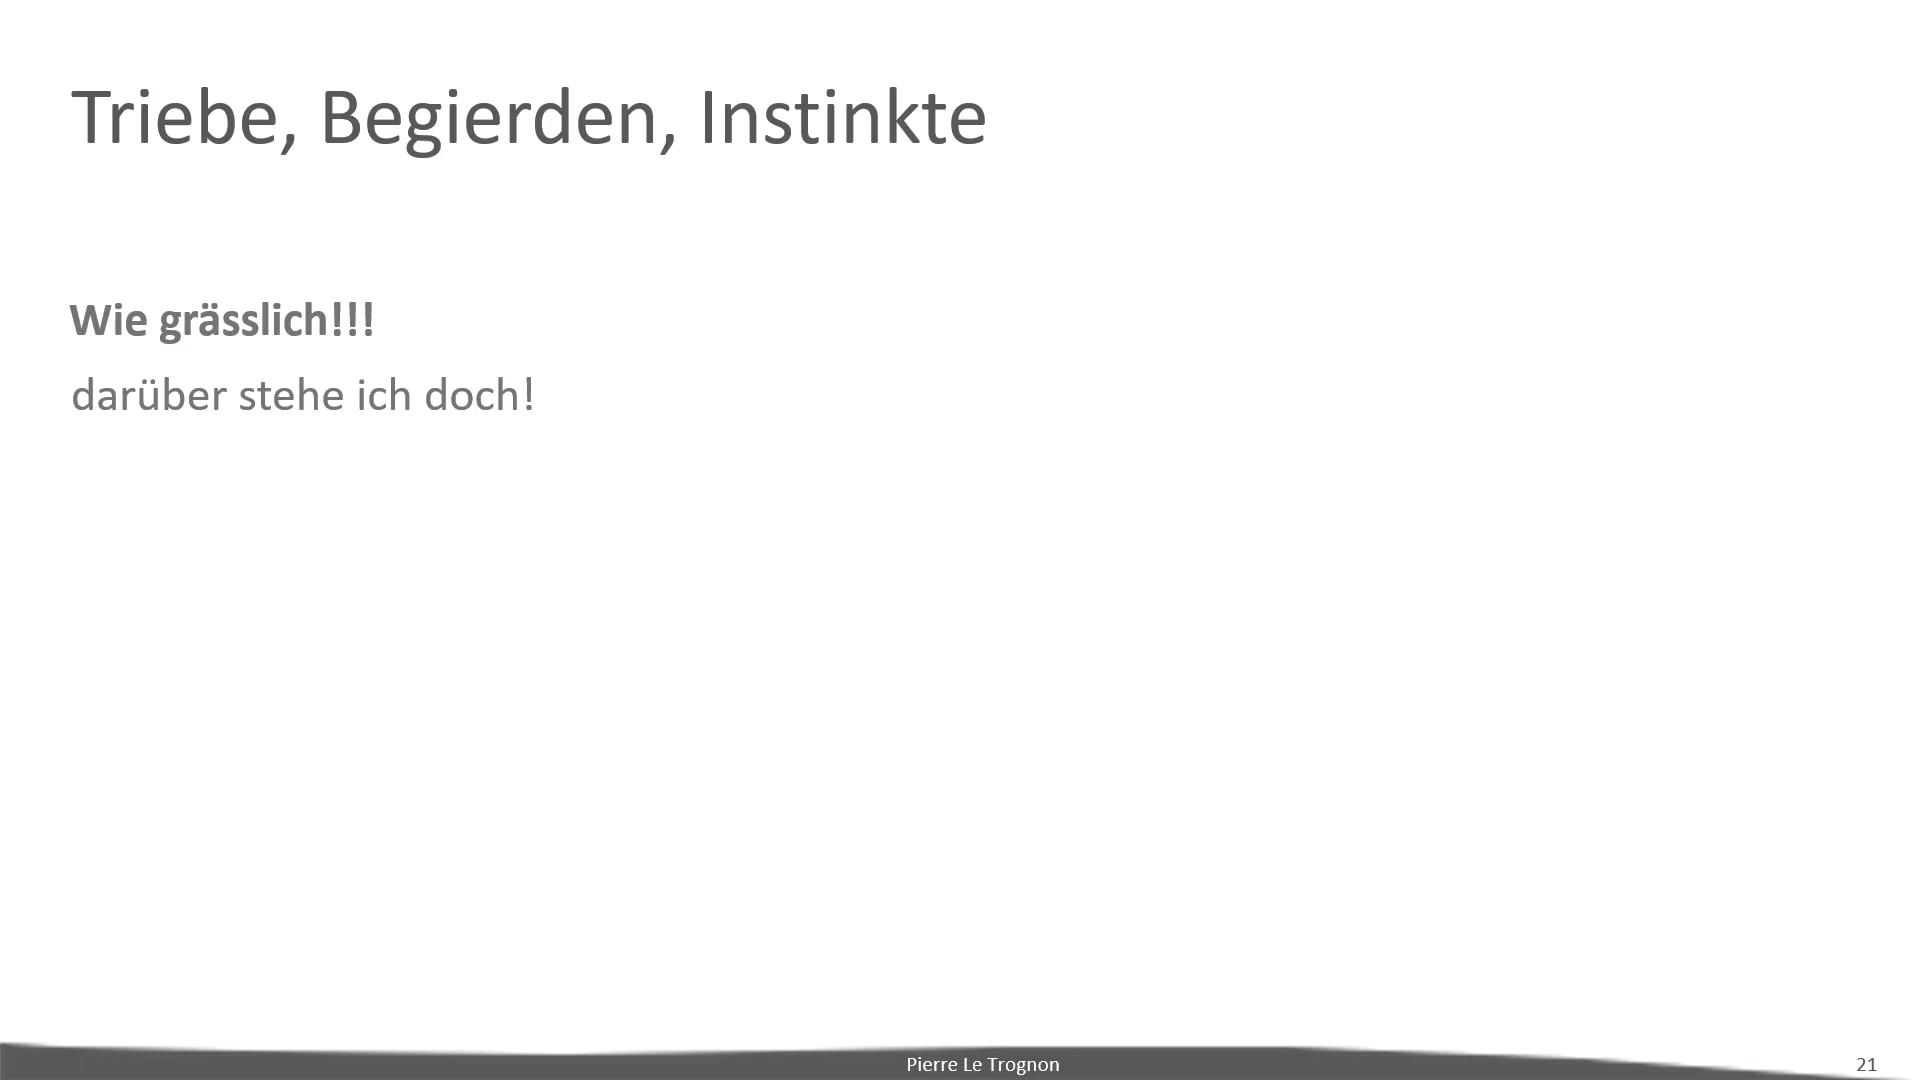 Triebe, Begierden, Instinkte
Wie grässlich!!!
darüber stehe ich doch!
Pierre Le Trognon
21